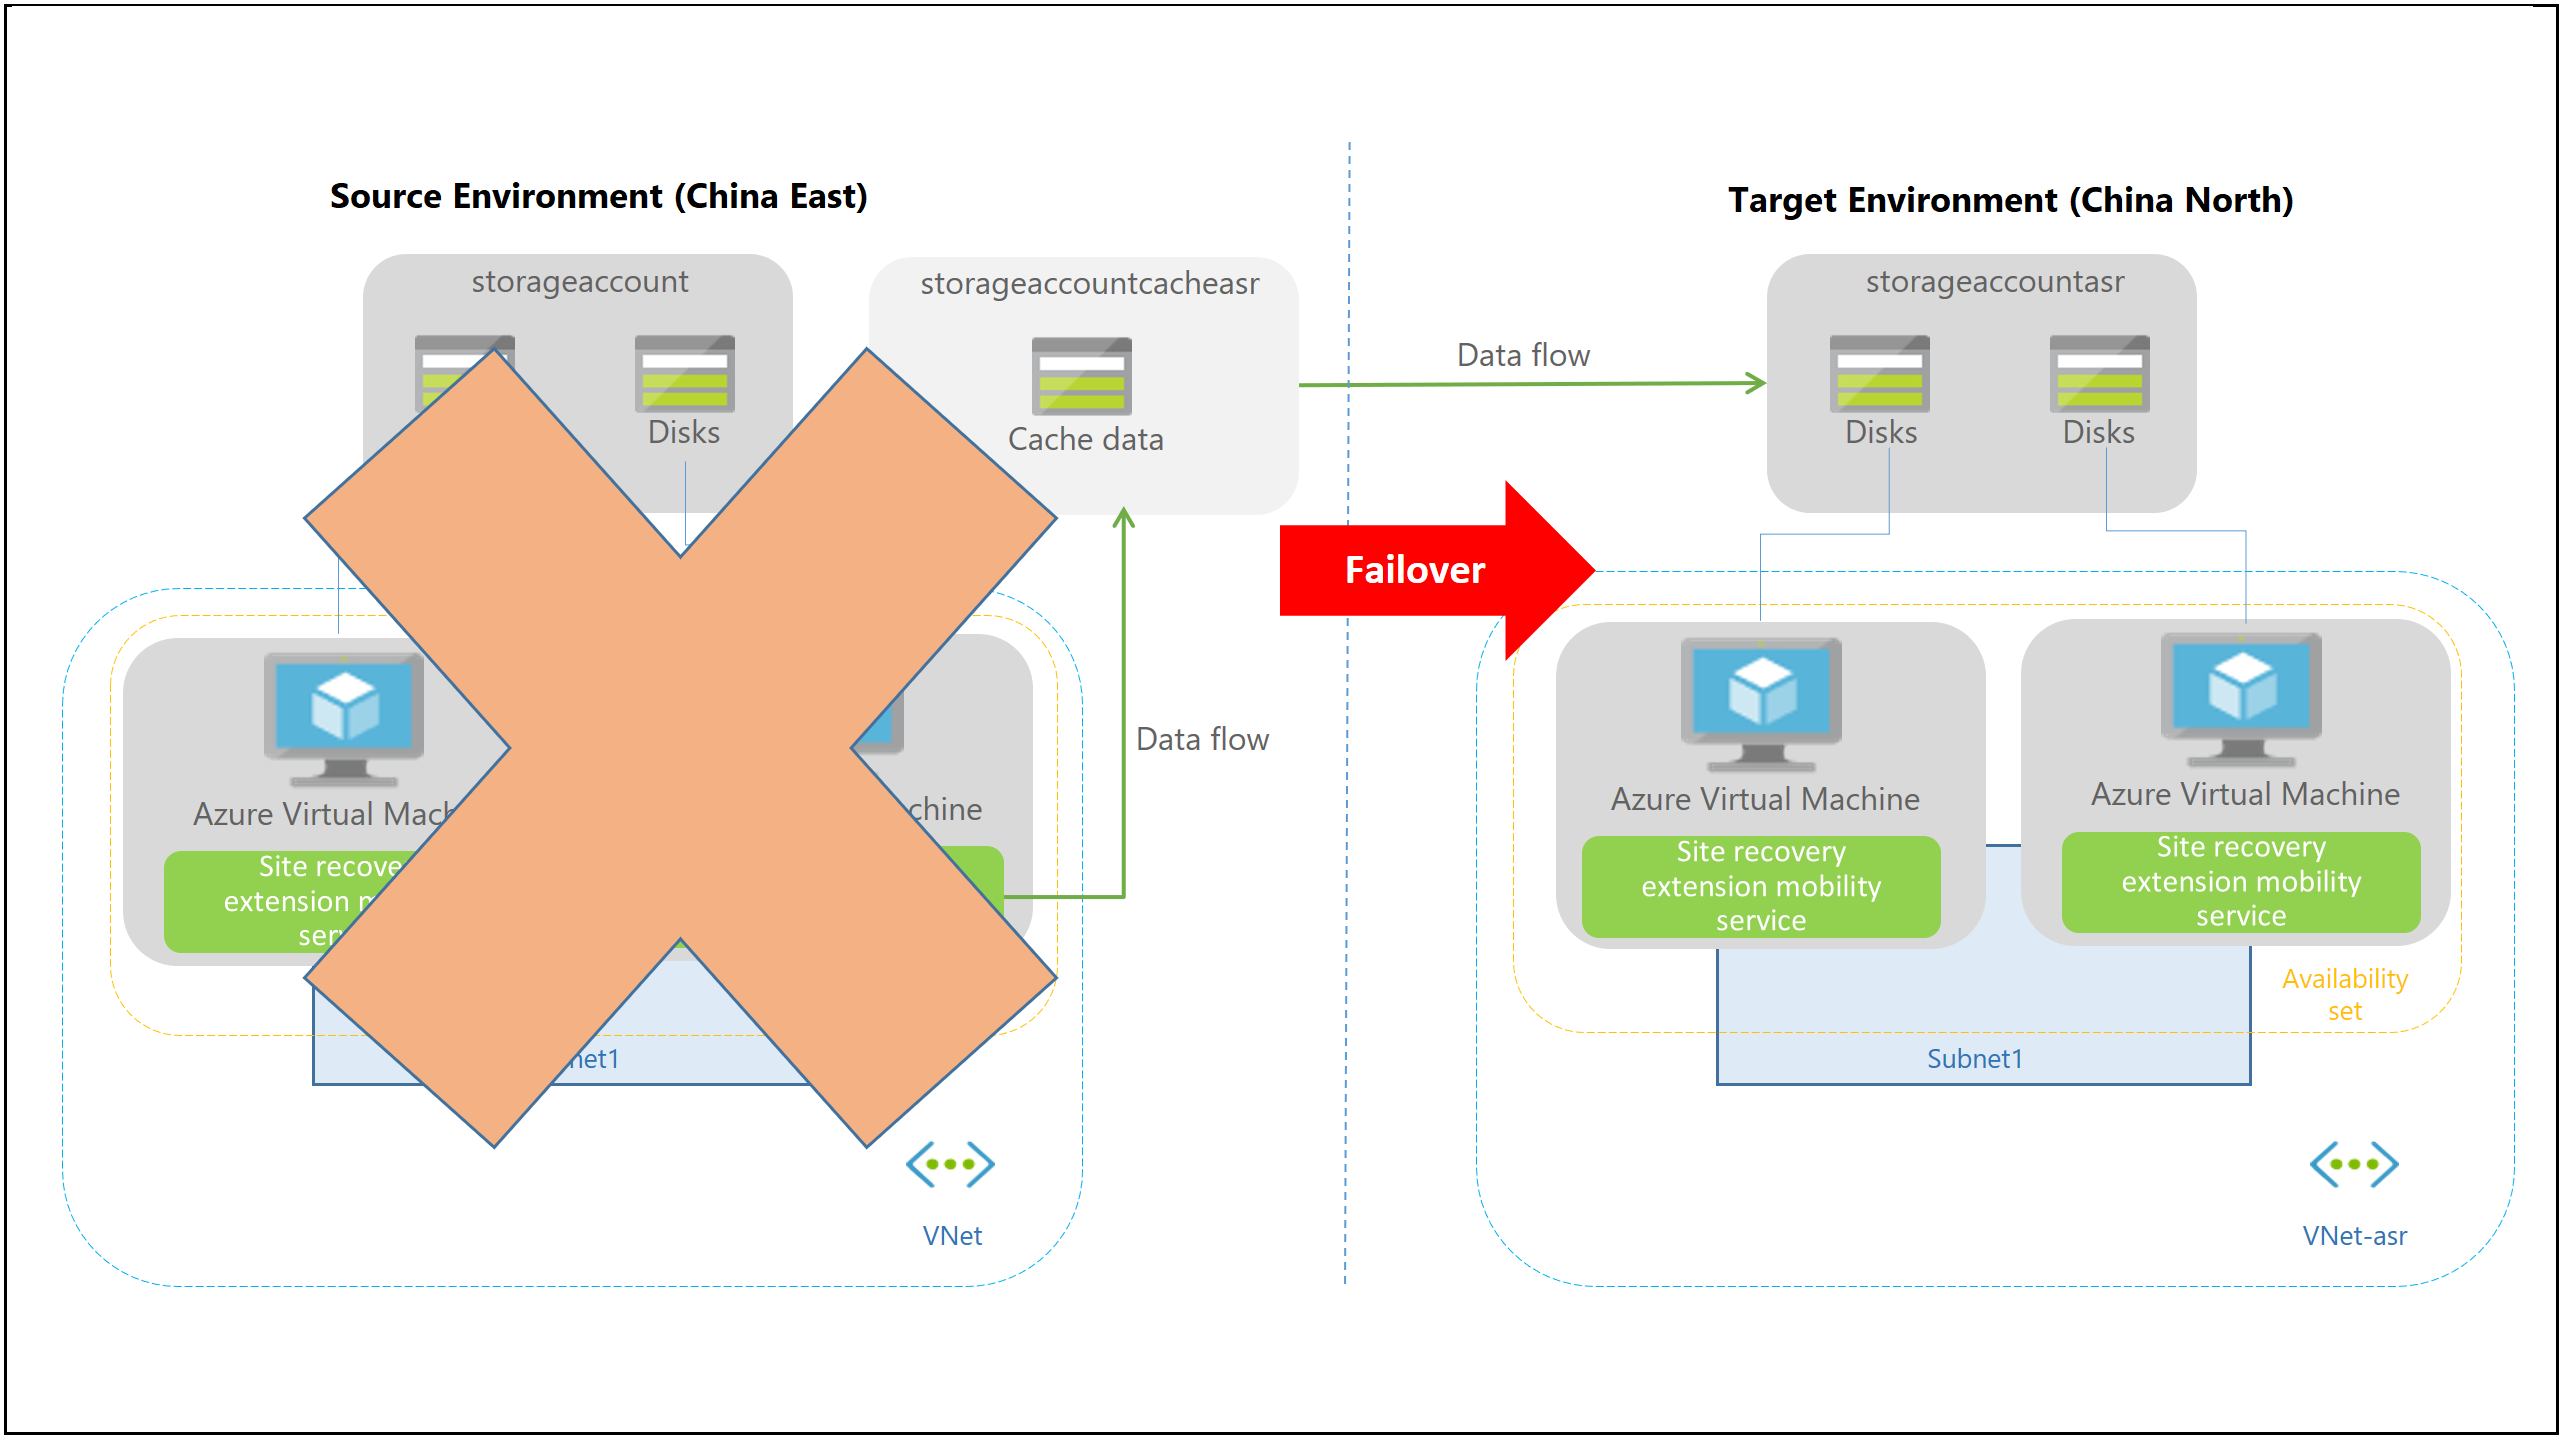 Source Environment (China East)
storageaccount
Disks
storageaccountcacheasr
Cache data
Data flow
Azure Virtual Mach
chine
Site recove
extension m
ser
Data flow
net1
VNet
Failover
Target Environment (China North)
storageaccountasr
Disks
Disks
Azure Virtual Machine
Site recovery
extension mobility
service
Azure Virtual Machine
Site recovery
extension mobility
service
Availability
set
Subnet1
VNet-asr